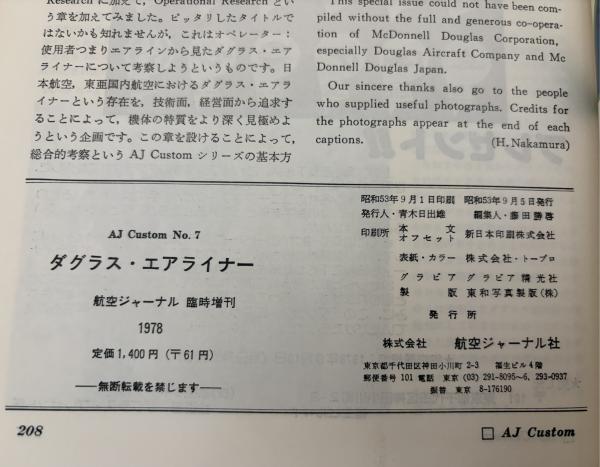 Research に加えて, Operational Research とい
う章を加えてみました。ピッタリしたタイトルで
はないかも知れませんが, これはオペレーター：
使用者つまりエアラインから見たダグラス・エア
ライナーについて考察しようというものです。日
本航空, 東亜国内航空におけるダグラス・エアラ
イナーという存在を, 技術面, 経営面から追求す
ることによって, 機体の特質をより深く見極めよ
うという企画です。この章を設けることによって,
総合的考察という AJ Custom シリーズの基本方
This special issue could not have been com-
piled without the full and generous co-opera-
tion of McDonnell Douglas Corporation,
especially Douglas Aircraft Company and Mc
Donnell Douglas Japan.
Our sincere thanks also go to the people
who supplied useful photographs. Credits for
the photographs appear at the end of each
captions. (H. Nakamura)
AJ Custom No. 7
ダグラス・エアライナー
航空ジャーナル 臨時増刊
1978
定価 1,400 円 (〒61円)
——無断転載を禁じます——
昭和53年9月1日印刷 昭和53年9月5日発行
発行人・青木日出雄 編集人・藤田勝啓
印刷所 本文オフセット 新日本印刷株式会社
表紙・カラー 株式会社・トープロ
グラビア グラビア精光社
製版 東和写真製版(株)
発行所
株式会社 航空ジャーナル社
東京都千代田区神田小川町 2-3 福生ビル4階
郵便番号 101 電話 東京 (03) 291-8095~6, 293-0937
振替 東京 8-176190
208
□ AJ Custom